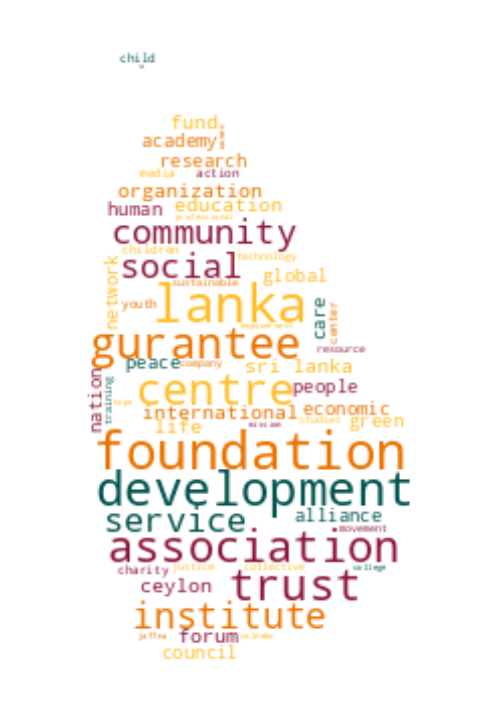 child
fund
academy
research
media action
organization
human education
professional
community
children
technology
social
global
sustainable
network
lanka
youth
care
center
gurantee
resource
peace company
sri lanka
nation
training
hope
centre
people
international economic
life
mission
studies green
foundation
development
service
alliance
movement
association
charity justice collective college
ceylon trust
institute
jaffna forum colombo
council